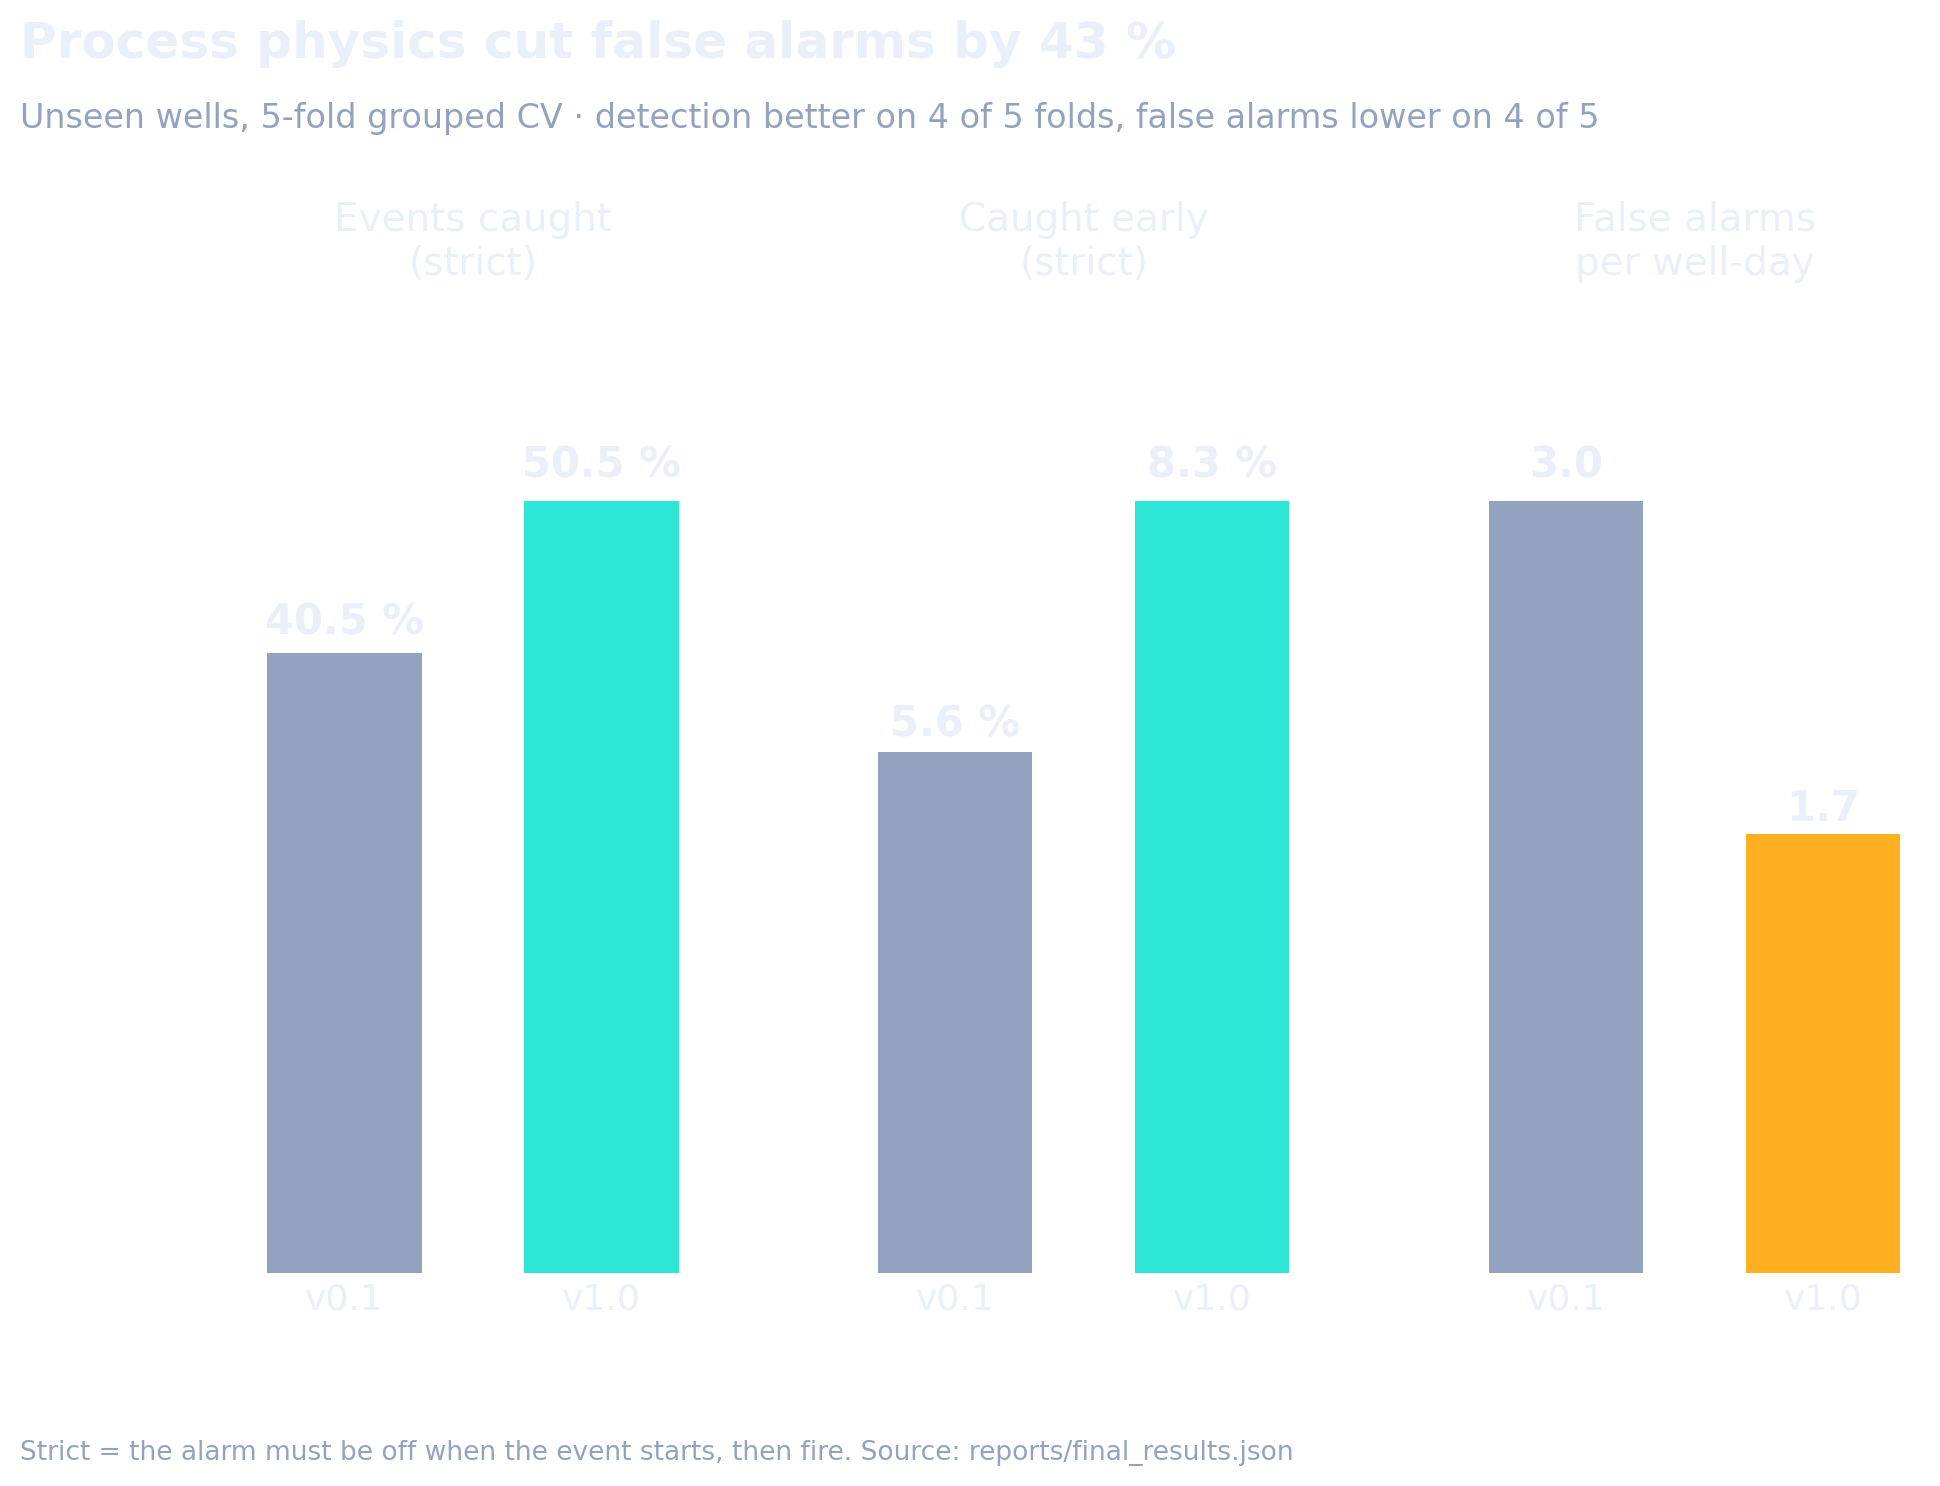 Process physics cut false alarms by 43 %
Unseen wells, 5-fold grouped CV · detection better on 4 of 5 folds, false alarms lower on 4 of 5
Events caught
(strict)
Caught early
(strict)
False alarms
per well-day
40.5 %
50.5 %
5.6 %
8.3 %
3.0
1.7
v0.1
v1.0
v0.1
v1.0
v0.1
v1.0
Strict = the alarm must be off when the event starts, then fire. Source: reports/final_results.json